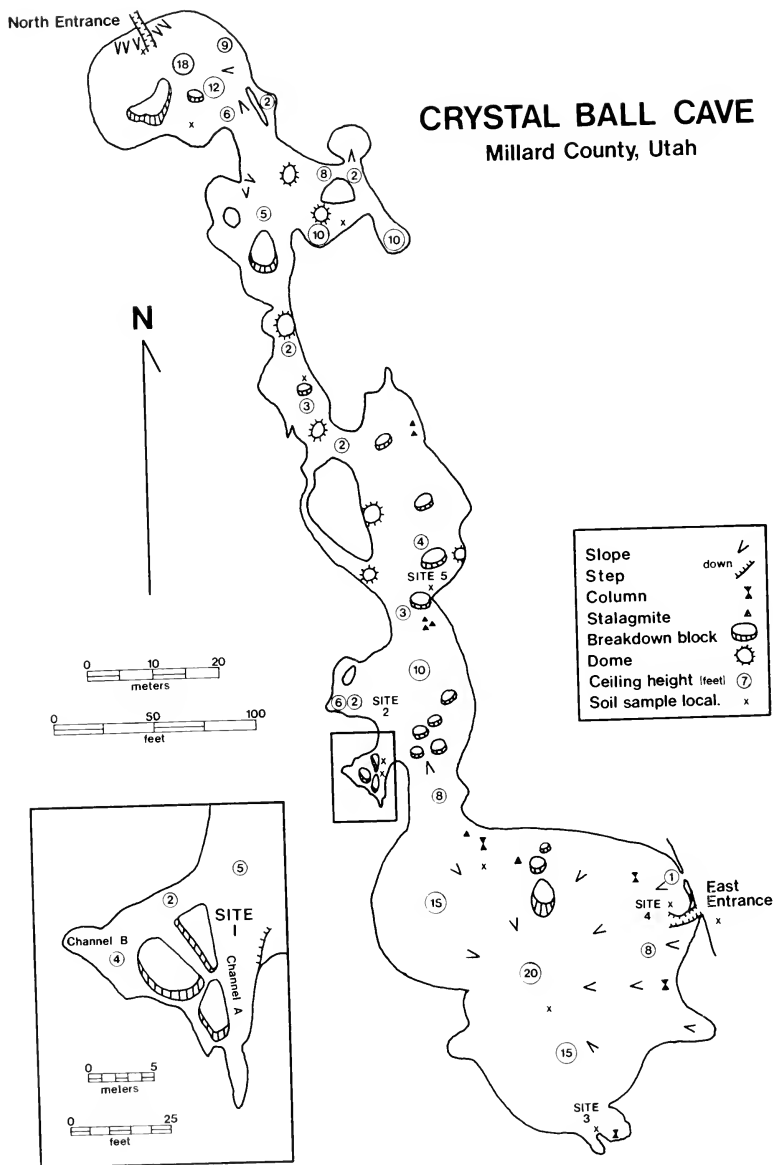 North Entrance
9
18
12
6
2
CRYSTAL BALL CAVE
Millard County, Utah
8
2
5
10
10
N
2
3
2
4
SITE 5
3
Slope
down
Step
Column
Stalagmite
Breakdown block
Dome
Ceiling height (feet) 7
Soil sample local. x
0 10 20
meters
0 50 100
feet
10
6 2
SITE
2
8
1
East
Entrance
SITE
4
15
8
20
15
SITE
3
5
2
SITE
1
Channel B
4
Channel A
0 5
meters
0 25
feet